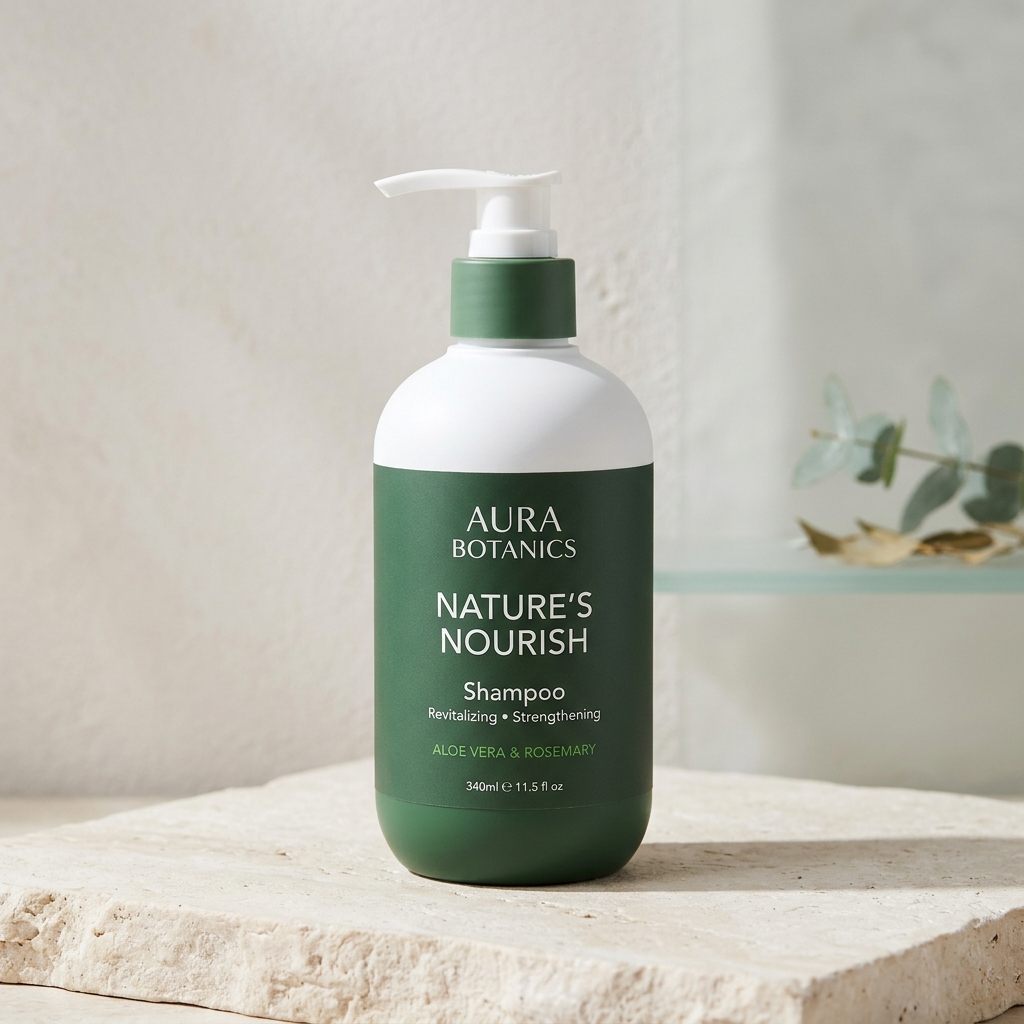 AURA
BOTANICS
NATURE'S
NOURISH
Shampoo
Revitalizing • Strengthening
ALOE VERA & ROSEMARY
340ml ℮ 11.5 fl oz